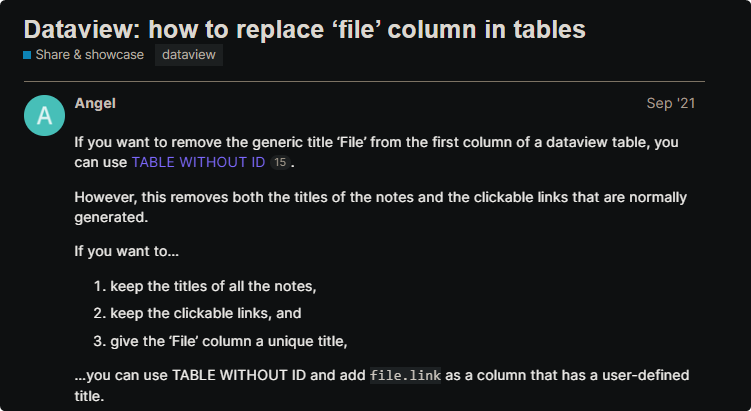 Dataview: how to replace ‘file’ column in tables
Share & showcase dataview
A
Angel Sep '21
If you want to remove the generic title ‘File’ from the first column of a dataview table, you
can use TABLE WITHOUT ID 15 .
However, this removes both the titles of the notes and the clickable links that are normally
generated.
If you want to…
1. keep the titles of all the notes,
2. keep the clickable links, and
3. give the ‘File’ column a unique title,
…you can use TABLE WITHOUT ID and add file.link as a column that has a user-defined
title.